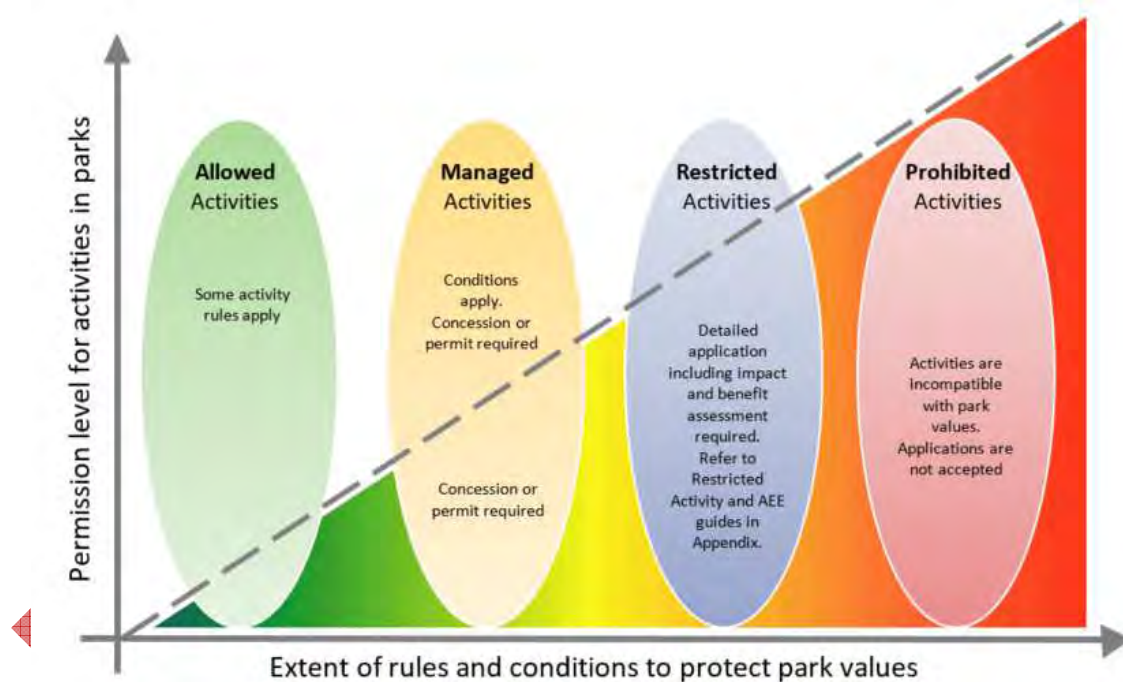 Permission level for activities in parks
Allowed
Activities
Some activity
rules apply
Managed
Activities
Conditions
apply.
Concession or
permit required
Concession or
permit required
Restricted
Activities
Detailed
application
including impact
and benefit
assessment
required.
Refer to
Restricted
Activity and AEE
guides in
Appendix.
Prohibited
Activities
Activities are
incompatible
with park
values.
Applications are
not accepted
Extent of rules and conditions to protect park values